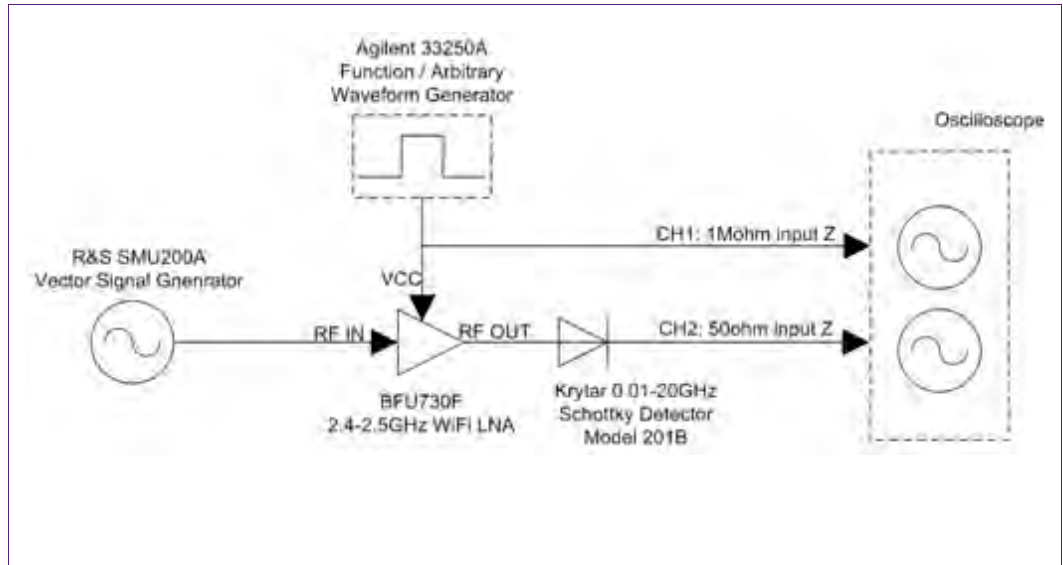 Agilent 33250A
Function / Arbitrary
Waveform Generator
Oscilloscope
CH1: 1Mohm input Z
R&S SMU200A
Vector Signal Gnenrator
VCC
RF IN
RF OUT
CH2: 50ohm input Z
BFU730F
2.4-2.5GHz WiFi LNA
Krytar 0.01-20GHz
Schottky Detector
Model 201B